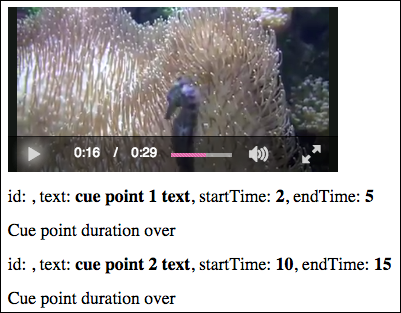 0:16 / 0:29
id: , text: cue point 1 text, startTime: 2, endTime: 5
Cue point duration over
id: , text: cue point 2 text, startTime: 10, endTime: 15
Cue point duration over